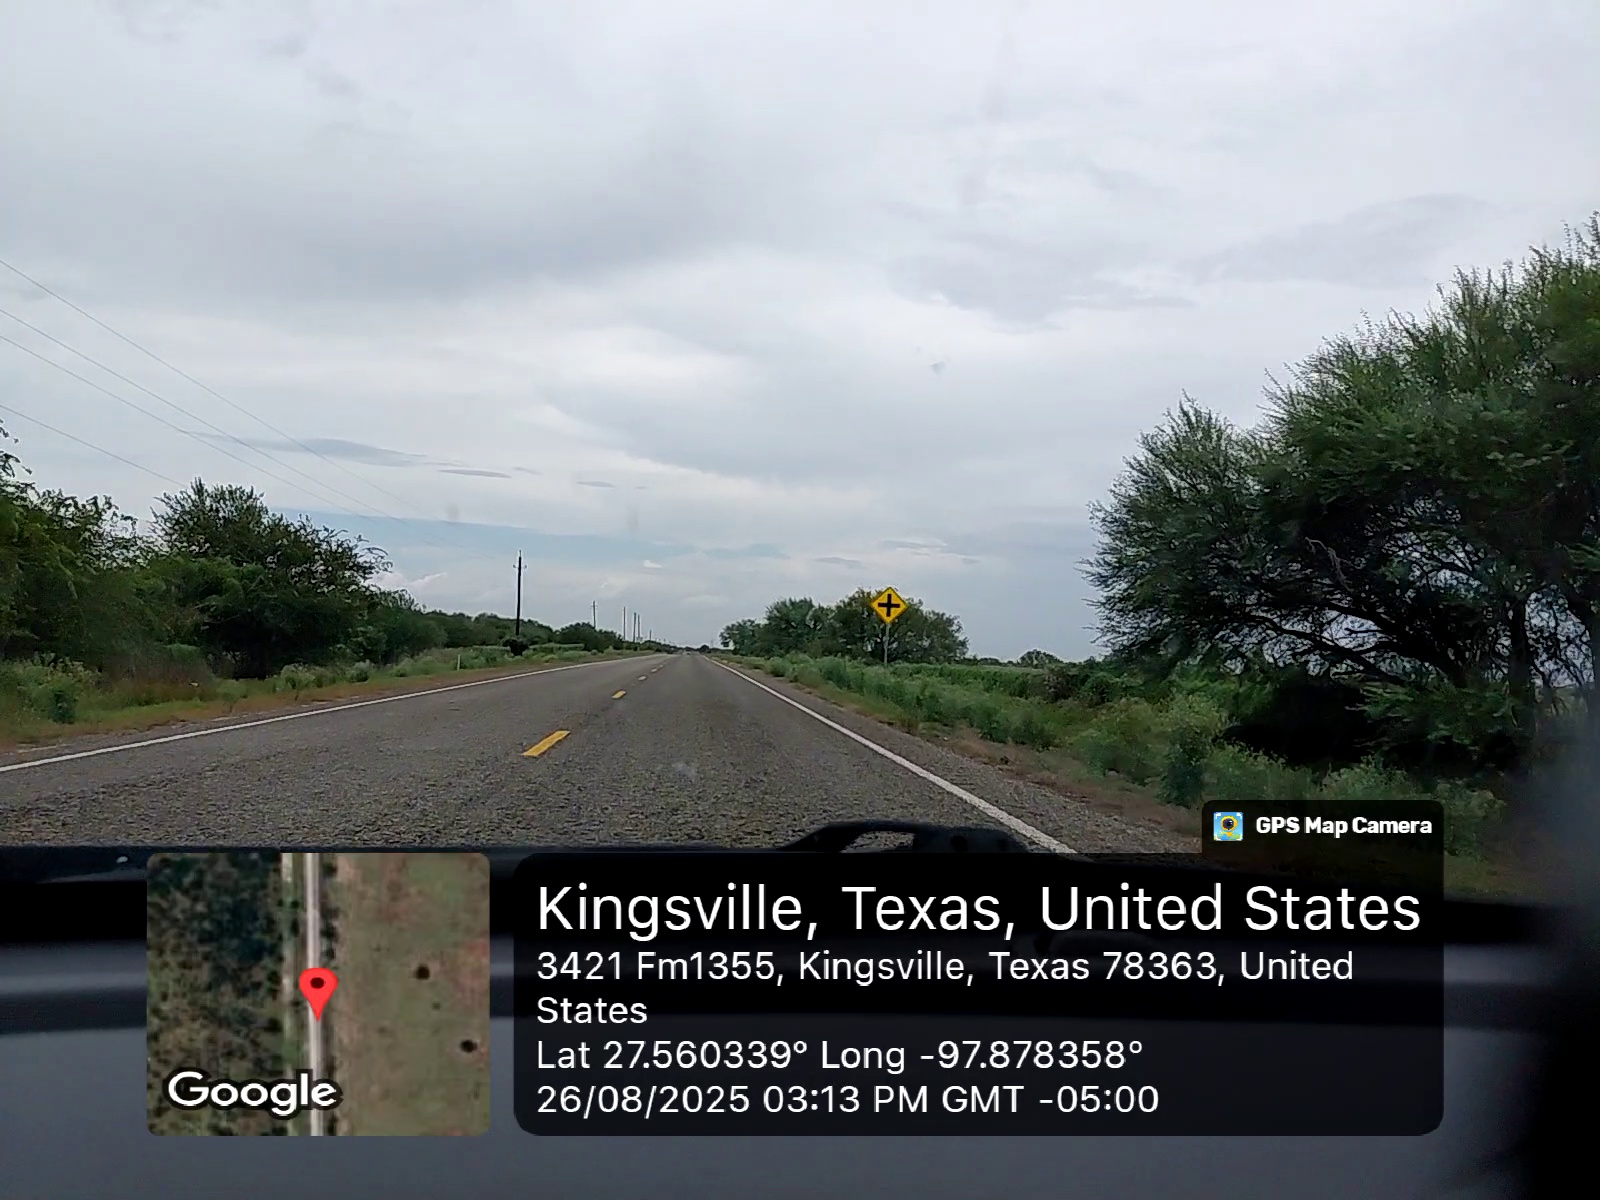 GPS Map Camera
Kingsville, Texas, United States
3421 Fm1355, Kingsville, Texas 78363, United
States
Lat 27.560339° Long -97.878358°
26/08/2025 03:13 PM GMT -05:00
Google